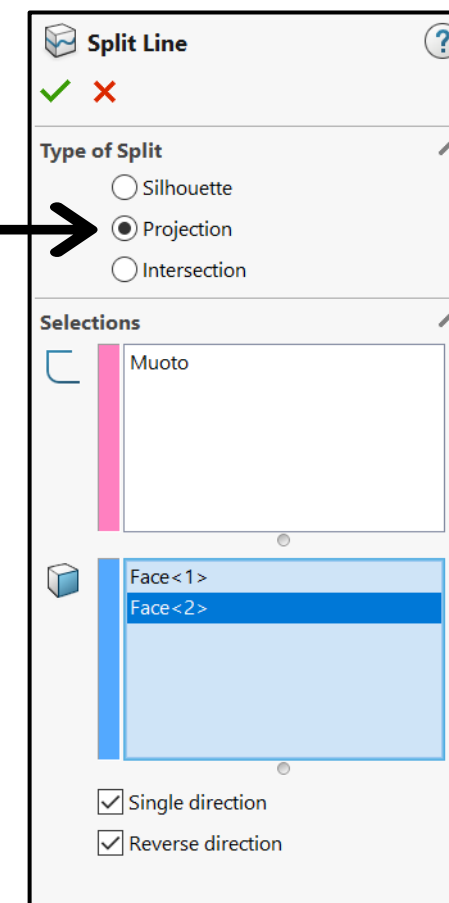 Split Line
?
Type of Split
Silhouette
Projection
Intersection
Selections
Muoto
Face<1>
Face<2>
Single direction
Reverse direction